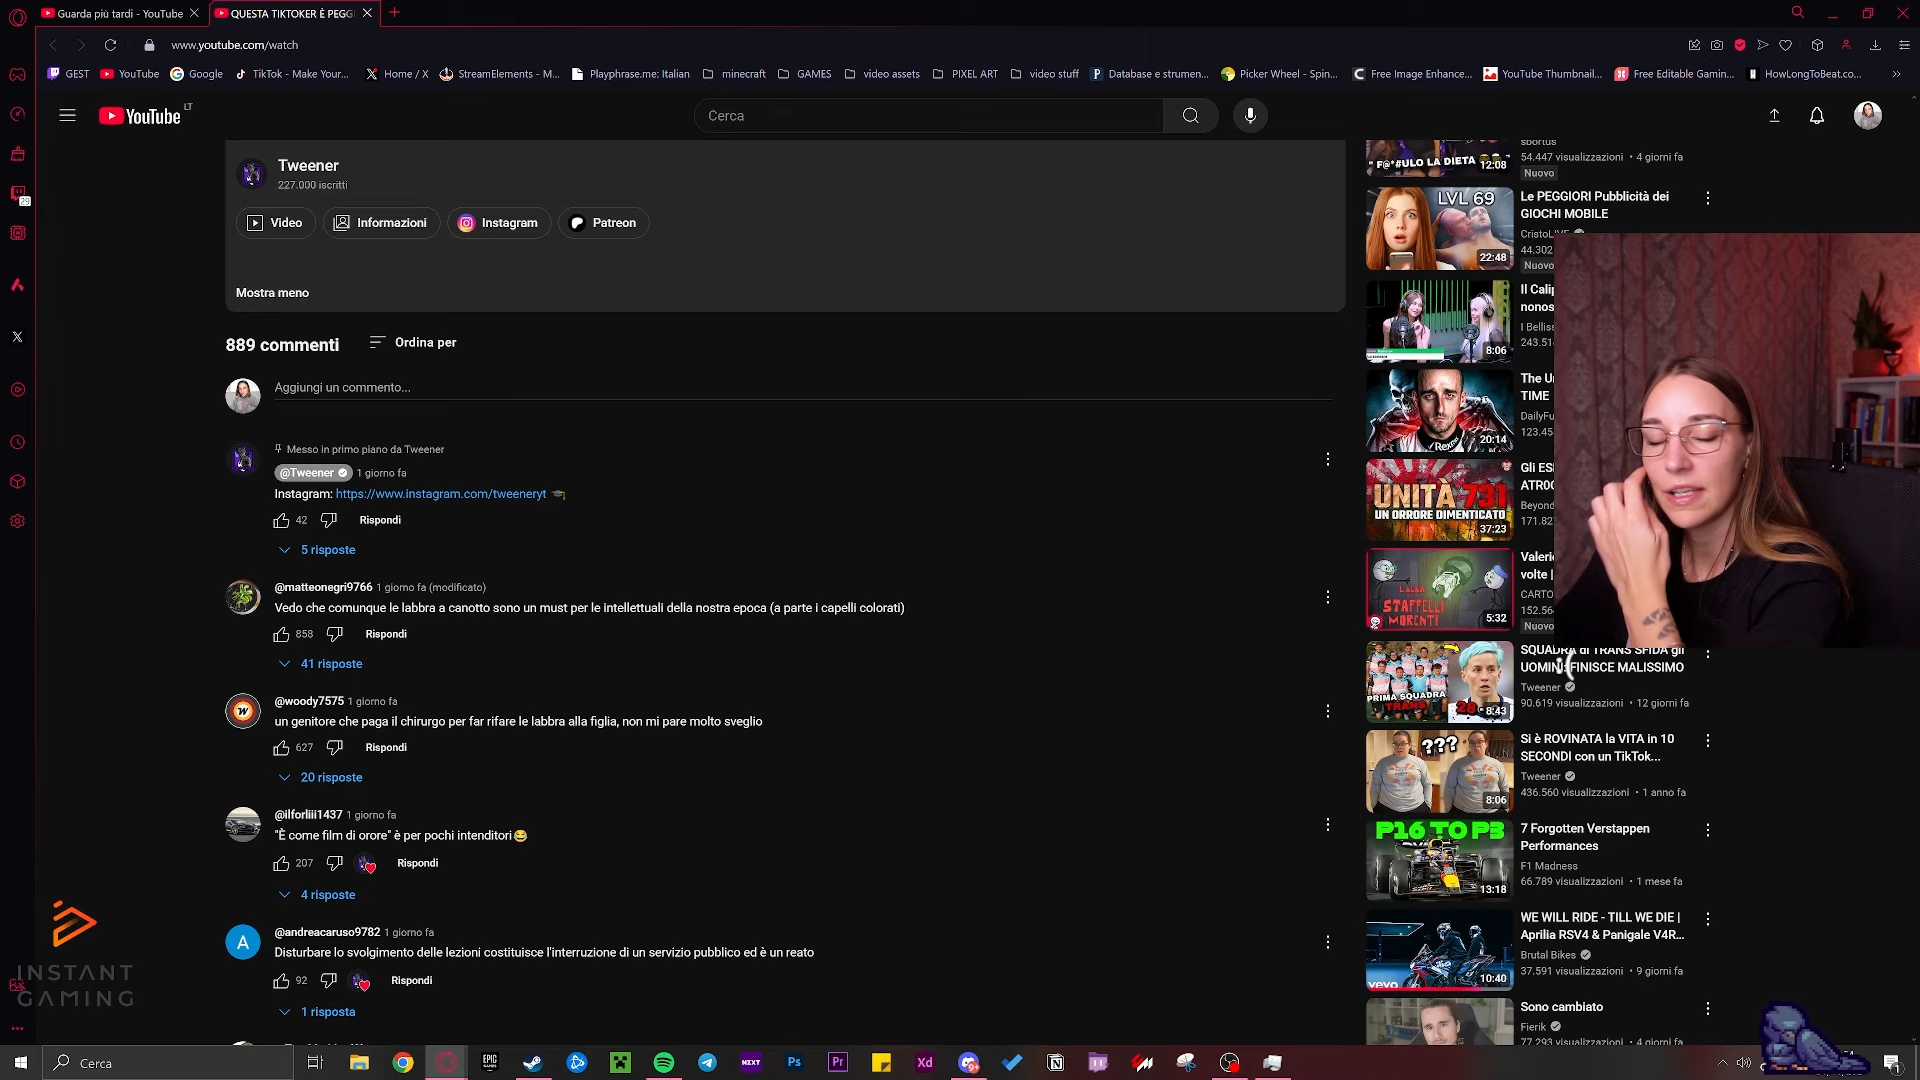 Guarda più tardi - YouTube
QUESTA TIKTOKER È PEGG
www.youtube.com/watch
GEST
YouTube
Google
TikTok - Make Your...
Home / X
StreamElements - M...
Playphrase.me: Italian
minecraft
GAMES
video assets
PIXEL ART
video stuff
Database e strumen...
Picker Wheel - Spin...
Free Image Enhance...
YouTube Thumbnail...
Free Editable Gamin...
HowLongToBeat.co...
YouTube LT
Cerca
Tweener
227.000 iscritti
Video
Informazioni
Instagram
Patreon
Mostra meno
889 commenti
Ordina per
Aggiungi un commento...
Messo in primo piano da Tweener
@Tweener 1 giorno fa
Instagram: https://www.instagram.com/tweeneryt
42 Rispondi
5 risposte
@matteonegri9766 1 giorno fa (modificato)
Vedo che comunque le labbra a canotto sono un must per le intellettuali della nostra epoca (a parte i capelli colorati)
858 Rispondi
41 risposte
@woody7575 1 giorno fa
un genitore che paga il chirurgo per far rifare le labbra alla figlia, non mi pare molto sveglio
627 Rispondi
20 risposte
@ilforliii1437 1 giorno fa
"È come film di orore" è per pochi intenditori😂
207 Rispondi
4 risposte
A
@andreacaruso9782 1 giorno fa
Disturbare lo svolgimento delle lezioni costituisce l'interruzione di un servizio pubblico ed è un reato
92 Rispondi
1 risposta
" F@*#ULO LA DIETA
12:08
54.447 visualizzazioni • 4 giorni fa
Nuovo
LVL 69
22:48
Le PEGGIORI Pubblicità dei
GIOCHI MOBILE
44.302
Nuovo
8:06
Il Calip
nonos
I Bellis
243.51
Rexn
20:14
The U
TIME
DailyFu
123.45
UNITÀ 731
UN ORRORE DIMENTICATO
37:23
Gli ES
ATROC
Beyond
171.82
L'ALBA
STAFFELLI
MORENTI
5:32
Valeri
volte |
CARTO
152.56
Nuovo
PRIMA SQUADRA
TRANS
28
8:43
SQUADRA di TRANS SFIDA gli
UOMINI: FINISCE MALISSIMO
Tweener
90.619 visualizzazioni • 12 giorni fa
:(
???
8:06
Si è ROVINATA la VITA in 10
SECONDI con un TikTok...
Tweener
436.560 visualizzazioni • 1 anno fa
P16 TO P3
13:18
7 Forgotten Verstappen
Performances
F1 Madness
66.789 visualizzazioni • 1 mese fa
vevo
10:40
WE WILL RIDE - TILL WE DIE |
Aprilia RSV4 & Panigale V4R...
Brutal Bikes
37.591 visualizzazioni • 9 giorni fa
Sono cambiato
Fierik
77.293 visualizzazioni
INSTANT
GAMING
Cerca
EPIC
GAMES
NEXT
Ps
Pr
Xd